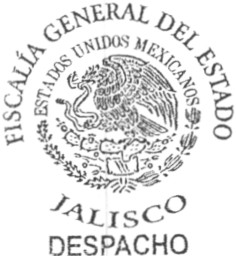 FISCALÍA GENERAL DEL ESTADO
ESTADOS UNIDOS MEXICANOS
JALISCO
DESPACHO